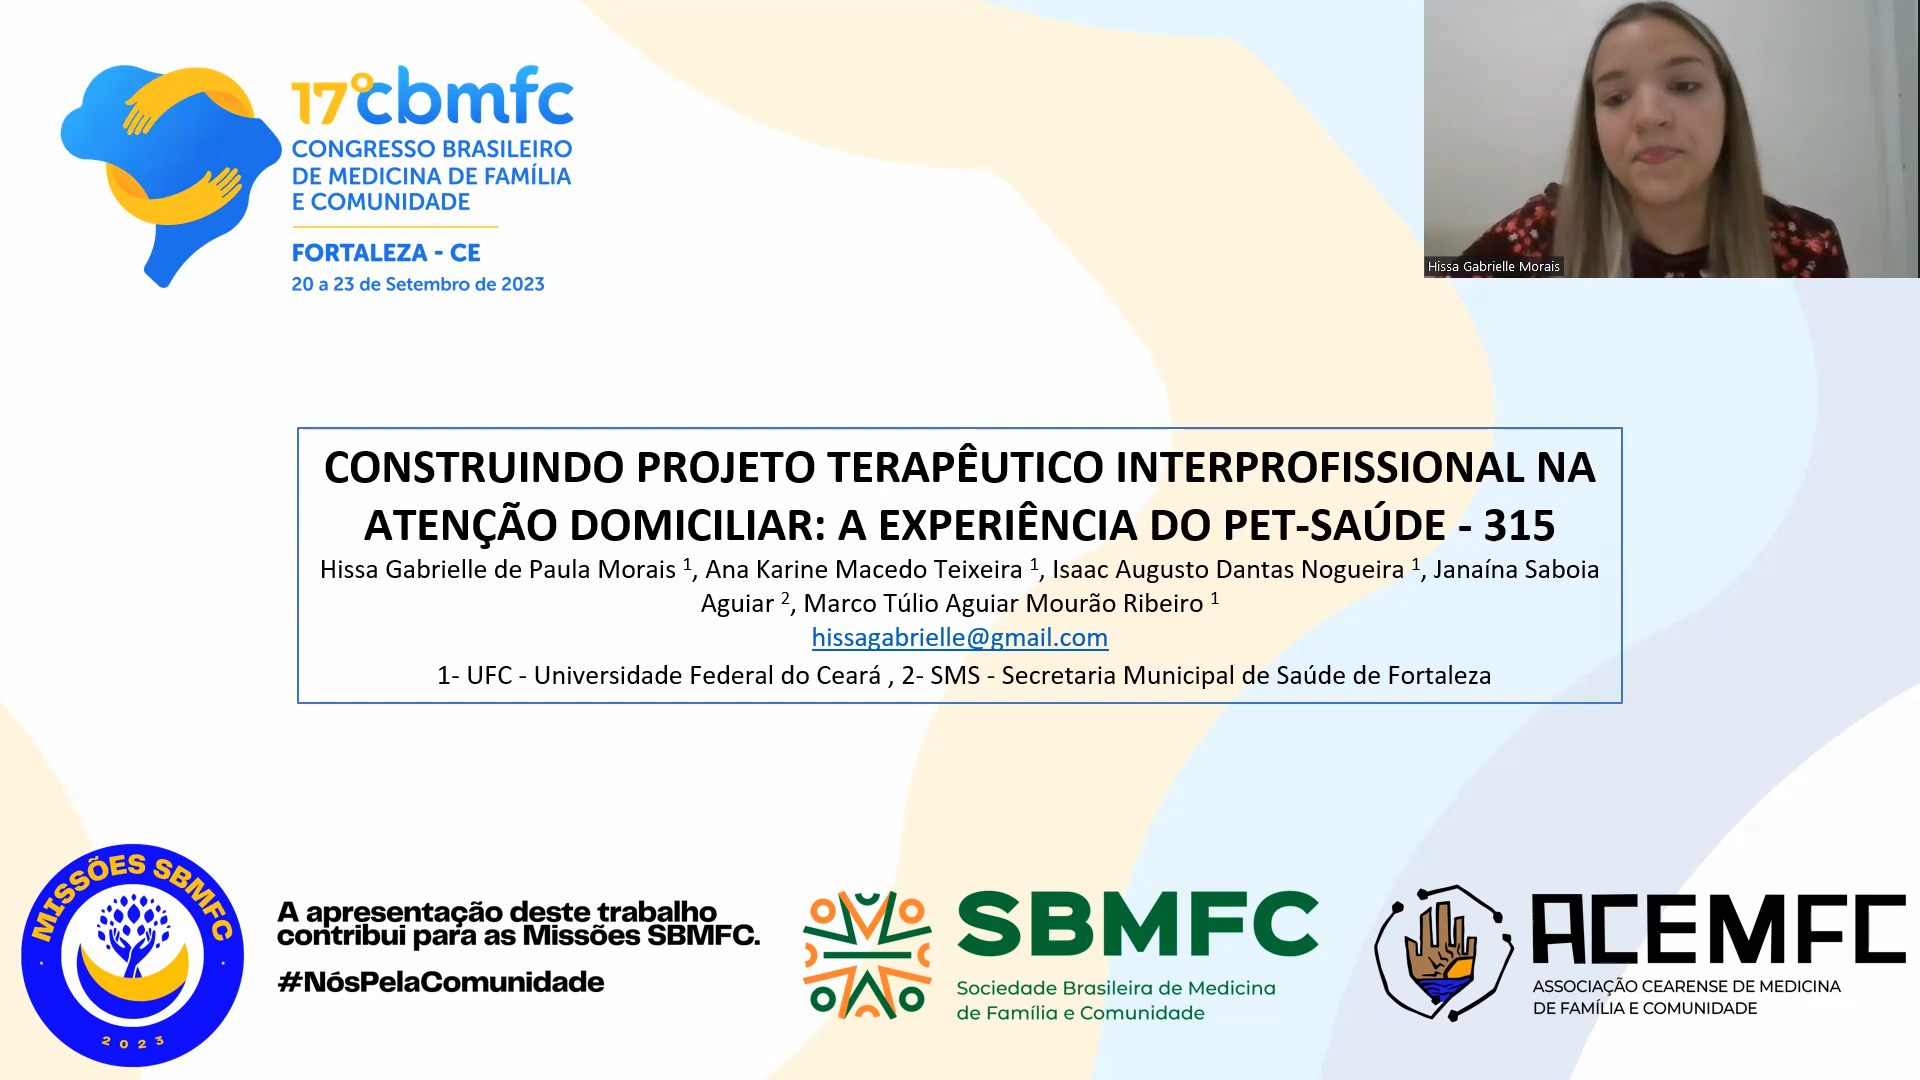 17º cbmfc
CONGRESSO BRASILEIRO
DE MEDICINA DE FAMÍLIA
E COMUNIDADE
FORTALEZA - CE
20 a 23 de Setembro de 2023
Hissa Gabrielle Morais
CONSTRUINDO PROJETO TERAPÊUTICO INTERPROFISSIONAL NA
ATENÇÃO DOMICILIAR: A EXPERIÊNCIA DO PET-SAÚDE - 315
Hissa Gabrielle de Paula Morais ¹, Ana Karine Macedo Teixeira ¹, Isaac Augusto Dantas Nogueira ¹, Janaína Saboia
Aguiar ², Marco Túlio Aguiar Mourão Ribeiro ¹
hissagabrielle@gmail.com
1- UFC - Universidade Federal do Ceará , 2- SMS - Secretaria Municipal de Saúde de Fortaleza
MISSÕES SBMFC
2023
A apresentação deste trabalho
contribui para as Missões SBMFC.
#NósPelaComunidade
SBMFC
Sociedade Brasileira de Medicina
de Família e Comunidade
ACEMFC
ASSOCIAÇÃO CEARENSE DE MEDICINA
DE FAMÍLIA E COMUNIDADE